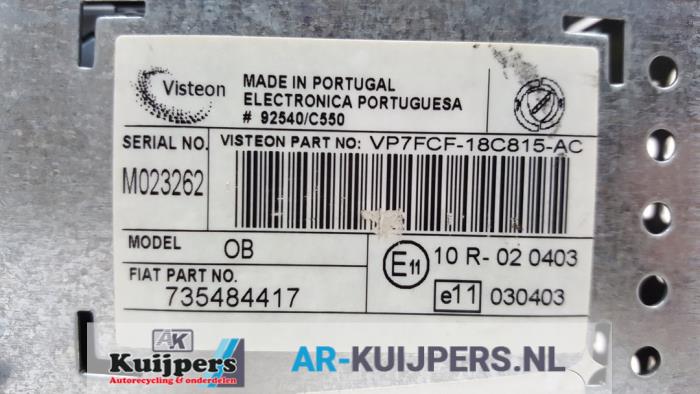 Visteon
MADE IN PORTUGAL
ELECTRONICA PORTUGUESA
# 92540/C550
SERIAL NO.
M023262
VISTEON PART NO: VP7FCF-18C815-AC
MODEL OB
FIAT PART NO.
735484417
E11 10 R- 02 0403
e11 030403
AK
Kuijpers
Autorecycling & onderdelen
AR-KUIJPERS.NL